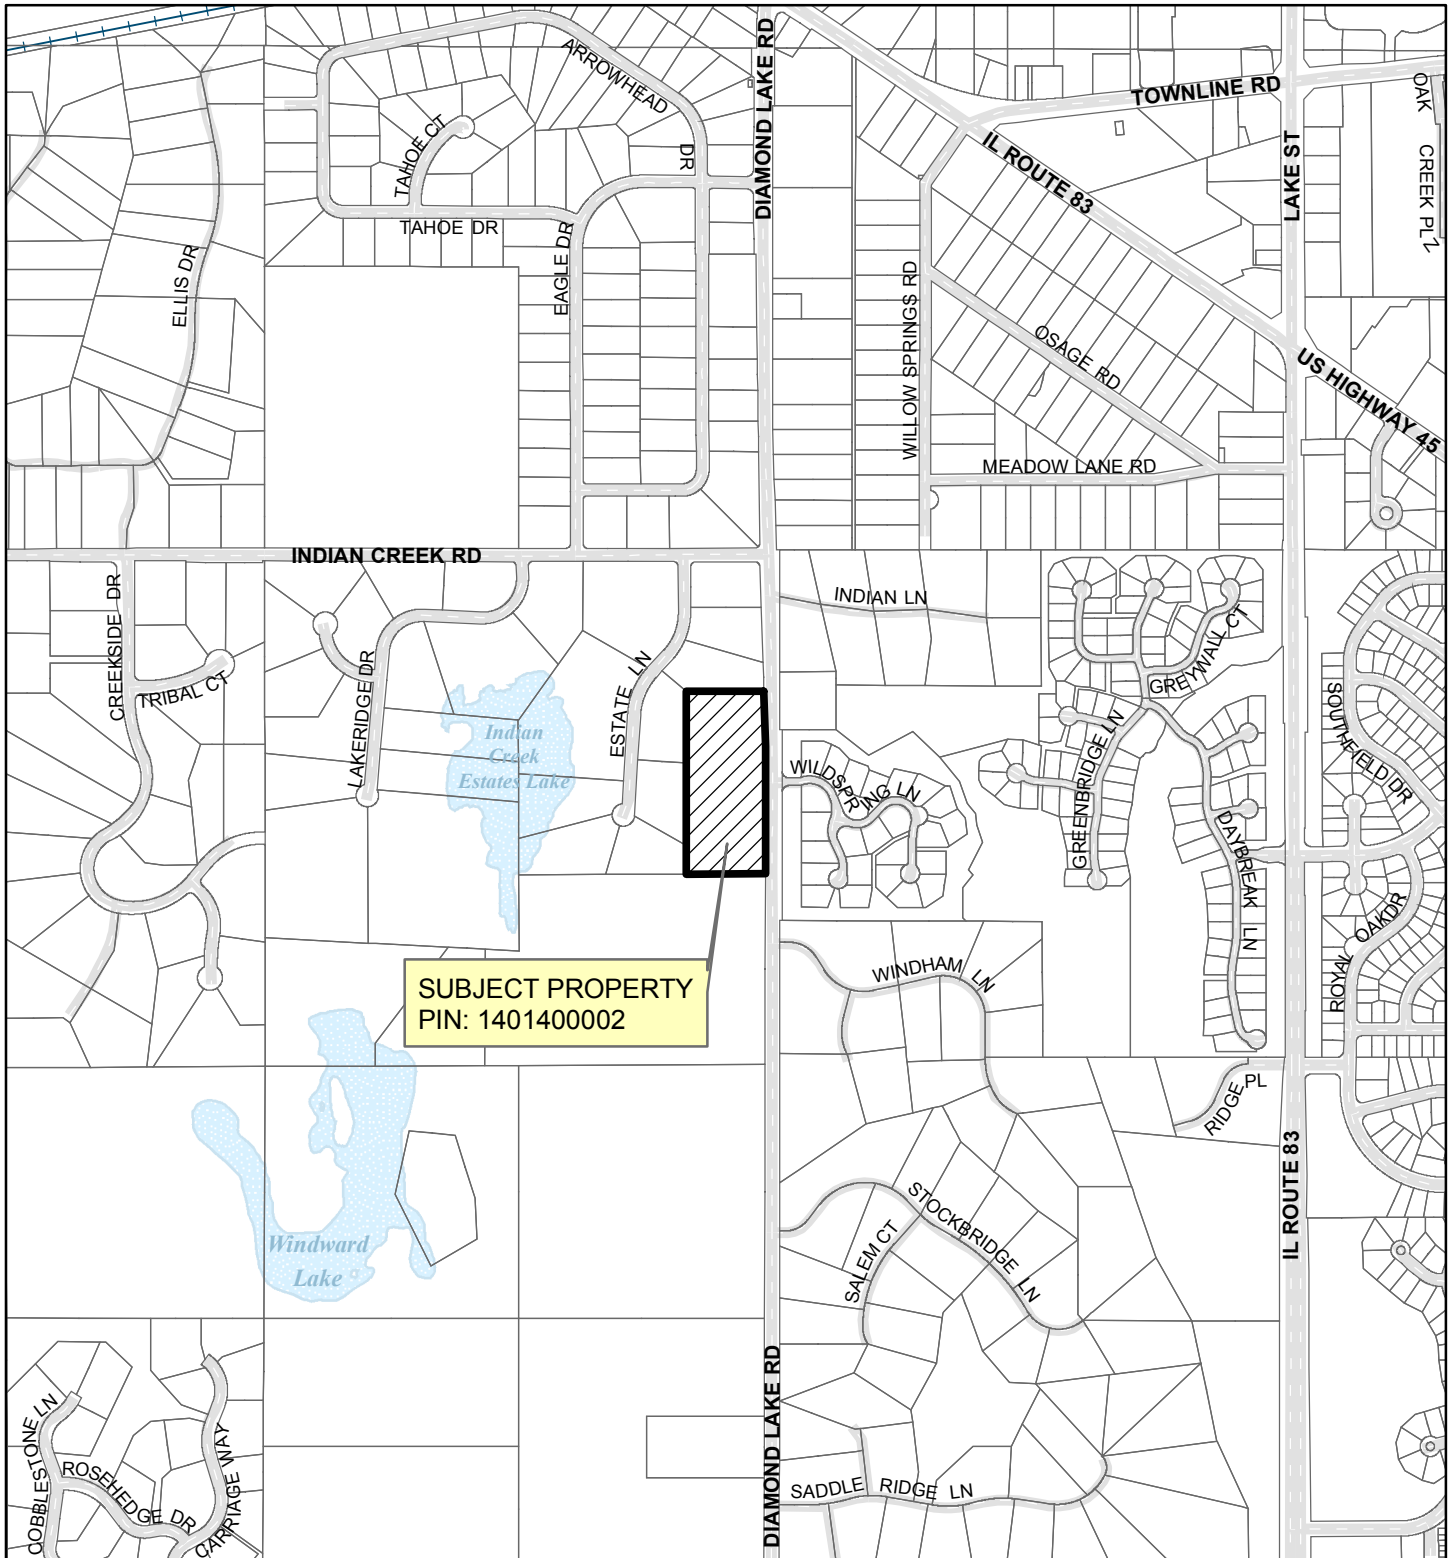 ARROWHEAD
DR
DIAMOND LAKE RD
TOWNLINE RD
OAK CREEK PLZ
IL ROUTE 83
LAKE ST
TAHOE CT
TAHOE DR
EAGLE DR
ELLIS DR
WILLOW SPRINGS RD
OSAGE RD
US HIGHWAY 45
MEADOW LANE RD
INDIAN CREEK RD
CREEKSIDE DR
TRIBAL CT
LAKERIDGE DR
ESTATE LN
INDIAN LN
GREYWALL CT
Indian
Creek
Estates Lake
WILDSPRING LN
GREENBRIDGE LN
SOUTHFIELD DR
DAYBREAK LN
ROYAL OAKDR
SUBJECT PROPERTY
PIN: 1401400002
WINDHAM LN
RIDGE PL
IL ROUTE 83
STOCKBRIDGE LN
SALEM CT
Windward
Lake
DIAMOND LAKE RD
SADDLE RIDGE LN
COBBLESTONE LN
ROSEHEDGE DR
CARRIAGE WAY